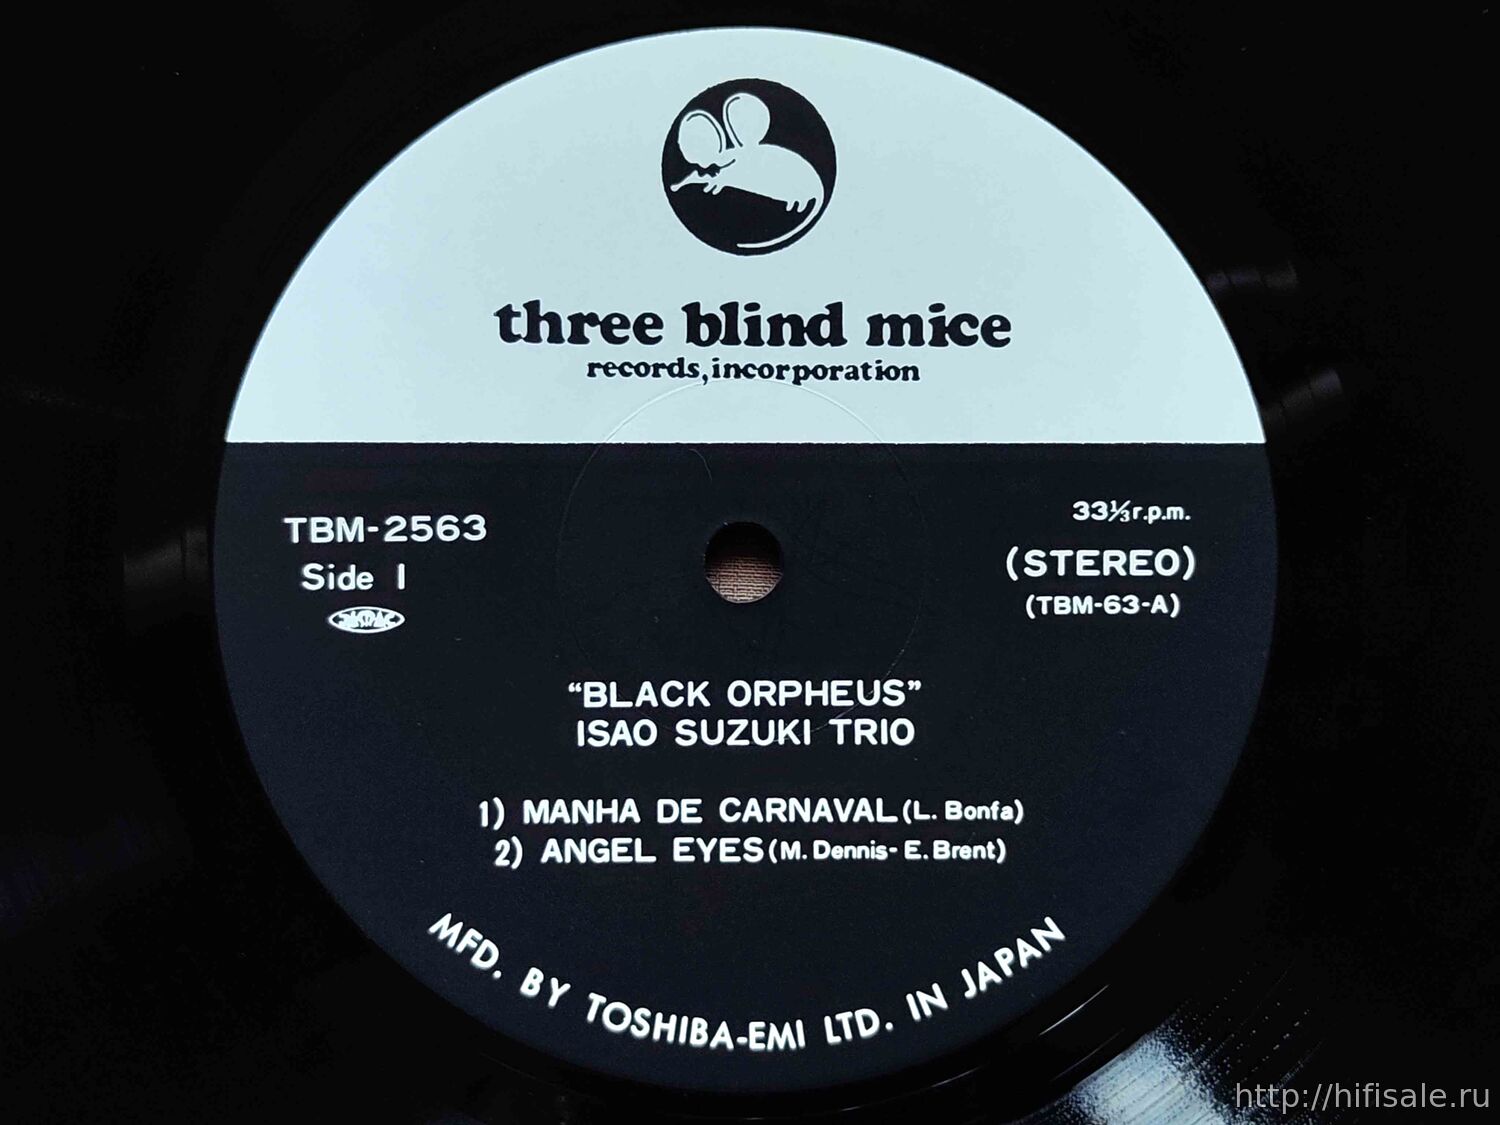 three blind mice
records, incorporation
TBM-2563
Side 1
33⅓ r.p.m.
(STEREO)
(TBM-63-A)
“BLACK ORPHEUS”
ISAO SUZUKI TRIO
1) MANHA DE CARNAVAL (L. Bonfa)
2) ANGEL EYES (M. Dennis- E. Brent)
MFD. BY TOSHIBA-EMI LTD. IN JAPAN
http://hifisale.ru